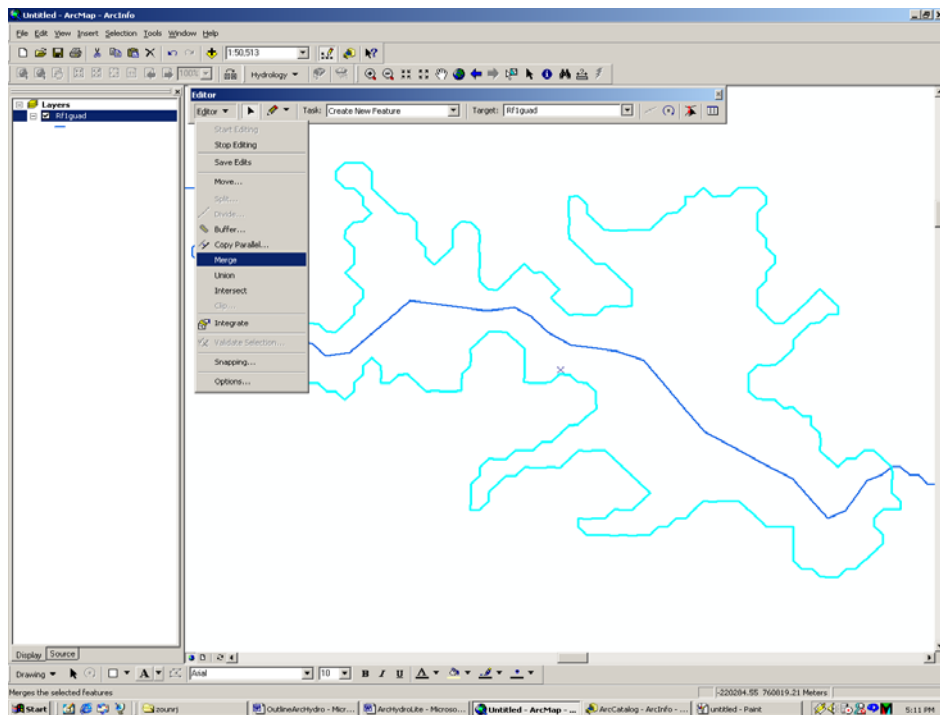 Untitled - ArcMap - ArcInfo
File Edit View Insert Selection Tools Window Help
1:50,513
100% Hydrology
Layers
Rf1guad
Editor
Editor Task: Create New Feature Target: Rf1guad
Start Editing
Stop Editing
Save Edits
Move...
Split...
Divide...
Buffer...
Copy Parallel...
Merge
Union
Intersect
Clip...
Integrate
Validate Selection...
Snapping...
Options...
Display Source
Drawing A Arial 10 B I U A
Merges the selected features
-220204.55 760819.21 Meters
Start zounrj OutlineArcHydro - Micr... ArcHydroLite - Microso... Untitled - ArcMap - ... ArcCatalog - ArcInfo - ... untitled - Paint 5:11 PM